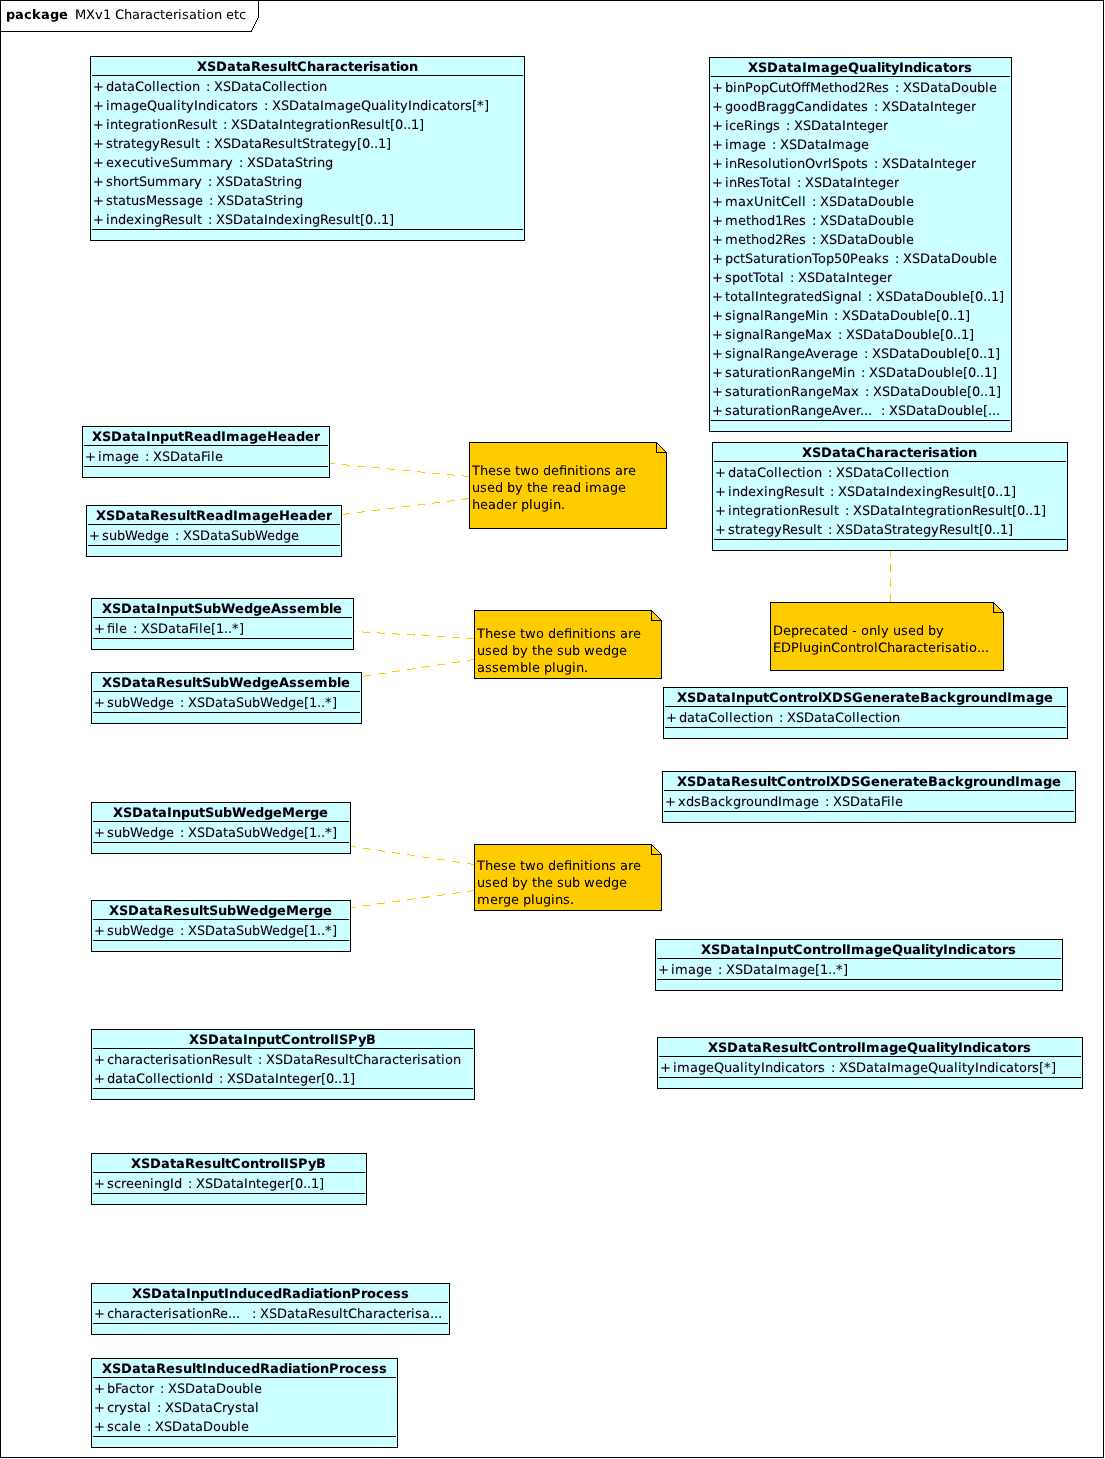 package MXv1 Characterisation etc
XSDataResultCharacterisation
+ dataCollection : XSDataCollection
+ imageQualityIndicators : XSDataImageQualityIndicators[*]
+ integrationResult : XSDataIntegrationResult[0..1]
+ strategyResult : XSDataResultStrategy[0..1]
+ executiveSummary : XSDataString
+ shortSummary : XSDataString
+ statusMessage : XSDataString
+ indexingResult : XSDataIndexingResult[0..1]
XSDataImageQualityIndicators
+ binPopCutOffMethod2Res : XSDataDouble
+ goodBraggCandidates : XSDataInteger
+ iceRings : XSDataInteger
+ image : XSDataImage
+ inResolutionOvrlSpots : XSDataInteger
+ inResTotal : XSDataInteger
+ maxUnitCell : XSDataDouble
+ method1Res : XSDataDouble
+ method2Res : XSDataDouble
+ pctSaturationTop50Peaks : XSDataDouble
+ spotTotal : XSDataInteger
+ totalIntegratedSignal : XSDataDouble[0..1]
+ signalRangeMin : XSDataDouble[0..1]
+ signalRangeMax : XSDataDouble[0..1]
+ signalRangeAverage : XSDataDouble[0..1]
+ saturationRangeMin : XSDataDouble[0..1]
+ saturationRangeMax : XSDataDouble[0..1]
+ saturationRangeAver... : XSDataDouble[...
XSDataInputReadImageHeader
+ image : XSDataFile
XSDataResultReadImageHeader
+ subWedge : XSDataSubWedge
These two definitions are
used by the read image
header plugin.
XSDataCharacterisation
+ dataCollection : XSDataCollection
+ indexingResult : XSDataIndexingResult[0..1]
+ integrationResult : XSDataIntegrationResult[0..1]
+ strategyResult : XSDataStrategyResult[0..1]
Deprecated - only used by
EDPluginControlCharacterisatio...
XSDataInputSubWedgeAssemble
+ file : XSDataFile[1..*]
XSDataResultSubWedgeAssemble
+ subWedge : XSDataSubWedge[1..*]
These two definitions are
used by the sub wedge
assemble plugin.
XSDataInputControlXDSGenerateBackgroundImage
+ dataCollection : XSDataCollection
XSDataResultControlXDSGenerateBackgroundImage
+ xdsBackgroundImage : XSDataFile
XSDataInputSubWedgeMerge
+ subWedge : XSDataSubWedge[1..*]
XSDataResultSubWedgeMerge
+ subWedge : XSDataSubWedge[1..*]
These two definitions are
used by the sub wedge
merge plugins.
XSDataInputControlImageQualityIndicators
+ image : XSDataImage[1..*]
XSDataResultControlImageQualityIndicators
+ imageQualityIndicators : XSDataImageQualityIndicators[*]
XSDataInputControlISPyB
+ characterisationResult : XSDataResultCharacterisation
+ dataCollectionId : XSDataInteger[0..1]
XSDataResultControlISPyB
+ screeningId : XSDataInteger[0..1]
XSDataInputInducedRadiationProcess
+ characterisationRe... : XSDataResultCharacterisa...
XSDataResultInducedRadiationProcess
+ bFactor : XSDataDouble
+ crystal : XSDataCrystal
+ scale : XSDataDouble